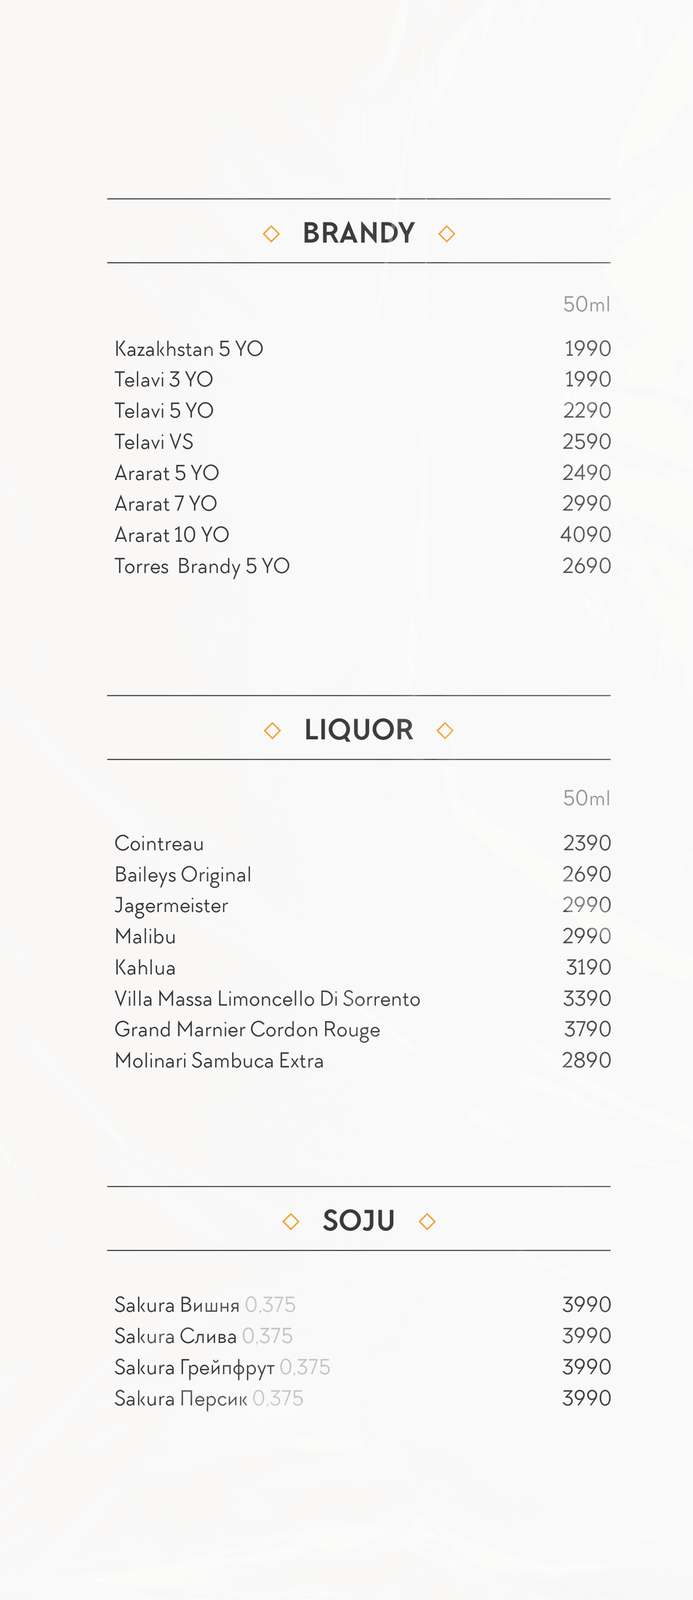 BRANDY
50ml
Kazakhstan 5 YO 1990
Telavi 3 YO 1990
Telavi 5 YO 2290
Telavi VS 2590
Ararat 5 YO 2490
Ararat 7 YO 2990
Ararat 10 YO 4090
Torres Brandy 5 YO 2690
LIQUOR
50ml
Cointreau 2390
Baileys Original 2690
Jagermeister 2990
Malibu 2990
Kahlua 3190
Villa Massa Limoncello Di Sorrento 3390
Grand Marnier Cordon Rouge 3790
Molinari Sambuca Extra 2890
SOJU
Sakura Вишня 0,375 3990
Sakura Слива 0,375 3990
Sakura Грейпфрут 0,375 3990
Sakura Персик 0,375 3990